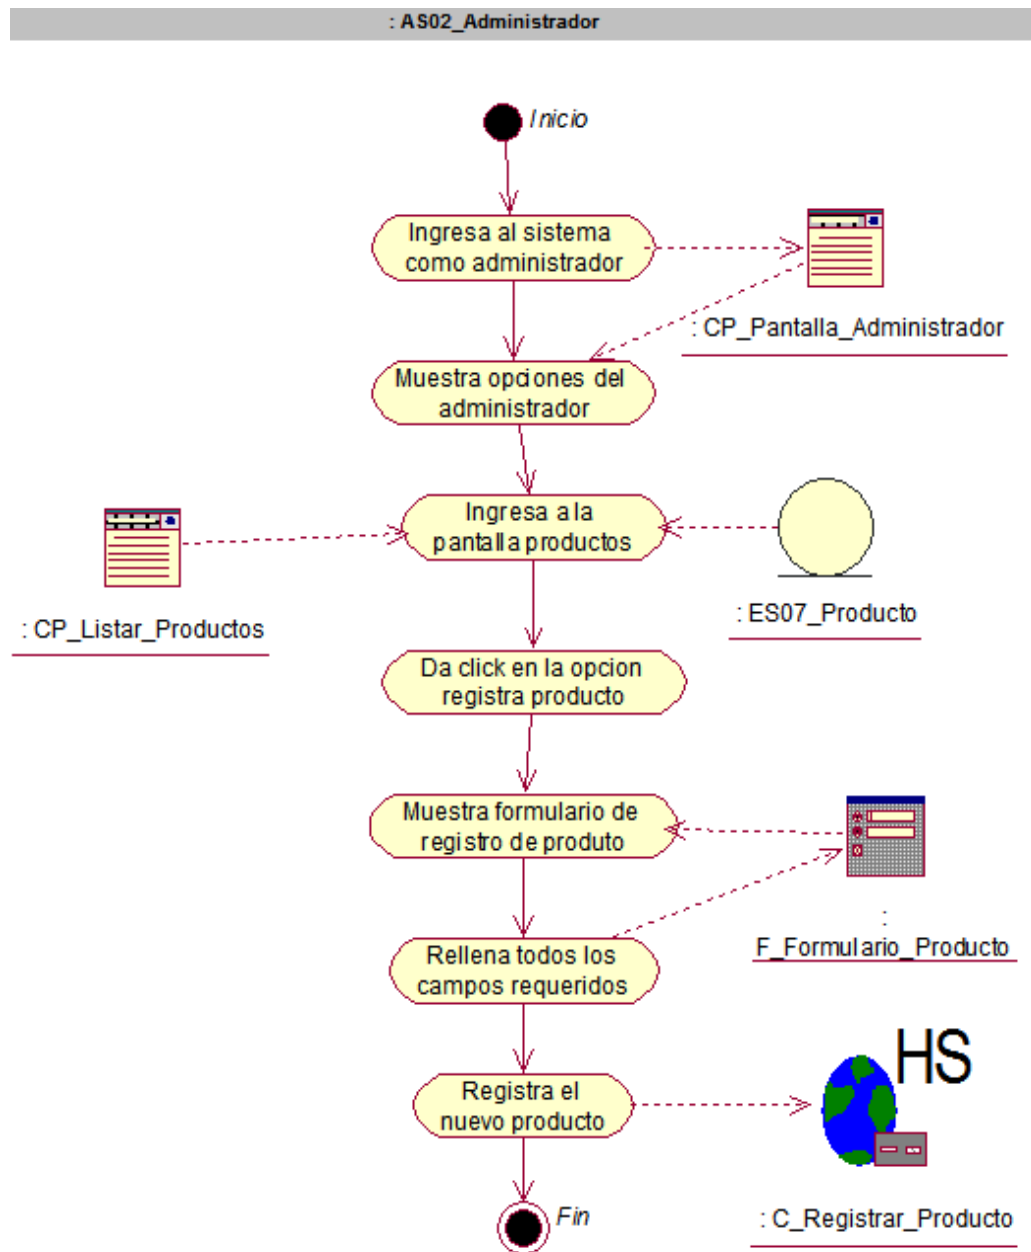 : AS02_Administrador
Inicio
Ingresa al sistema
como administrador
: CP_Pantalla_Administrador
Muestra opciones del
administrador
Ingresa a la
pantalla productos
: CP_Listar_Productos
: ES07_Producto
Da click en la opcion
registra producto
Muestra formulario de
registro de produto
:
F_Formulario_Producto
Rellena todos los
campos requeridos
HS
Registra el
nuevo producto
: C_Registrar_Producto
Fin